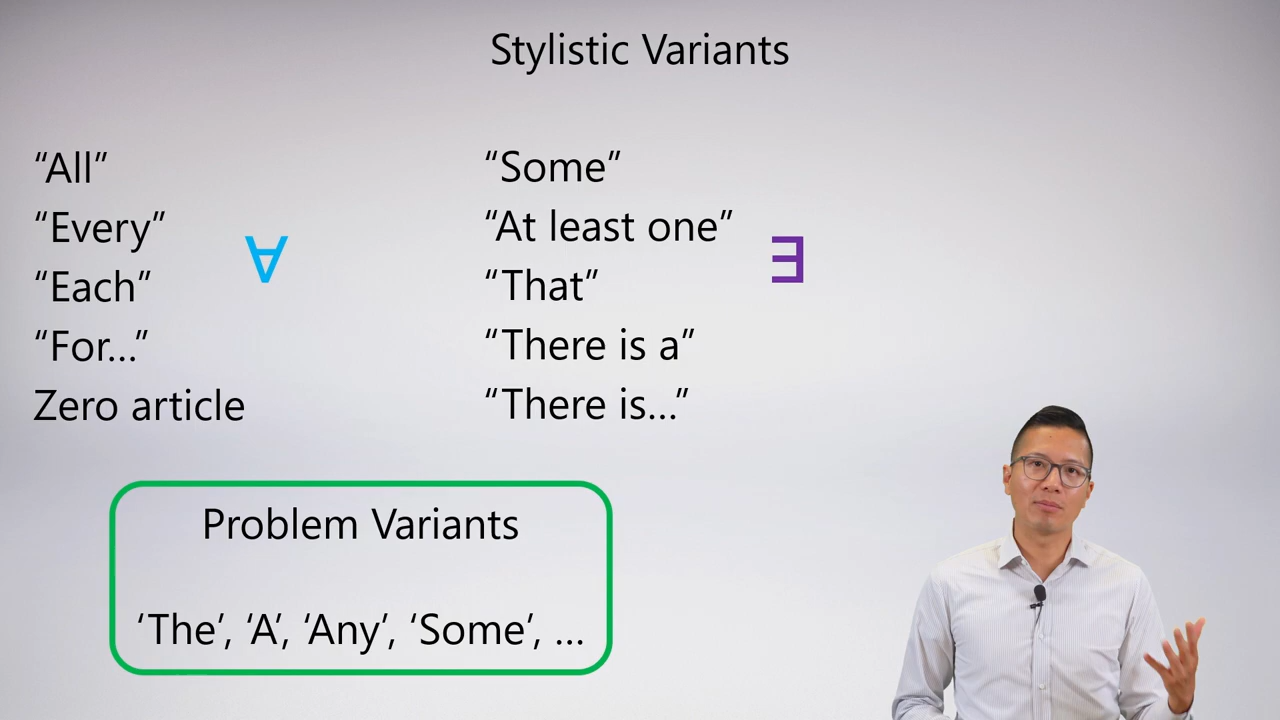 Stylistic Variants
“All”
“Every”
“Each”
“For…”
Zero article
∀
“Some”
“At least one”
“That”
“There is a”
“There is…”
∃
Problem Variants
‘The’, ‘A’, ‘Any’, ‘Some’, …